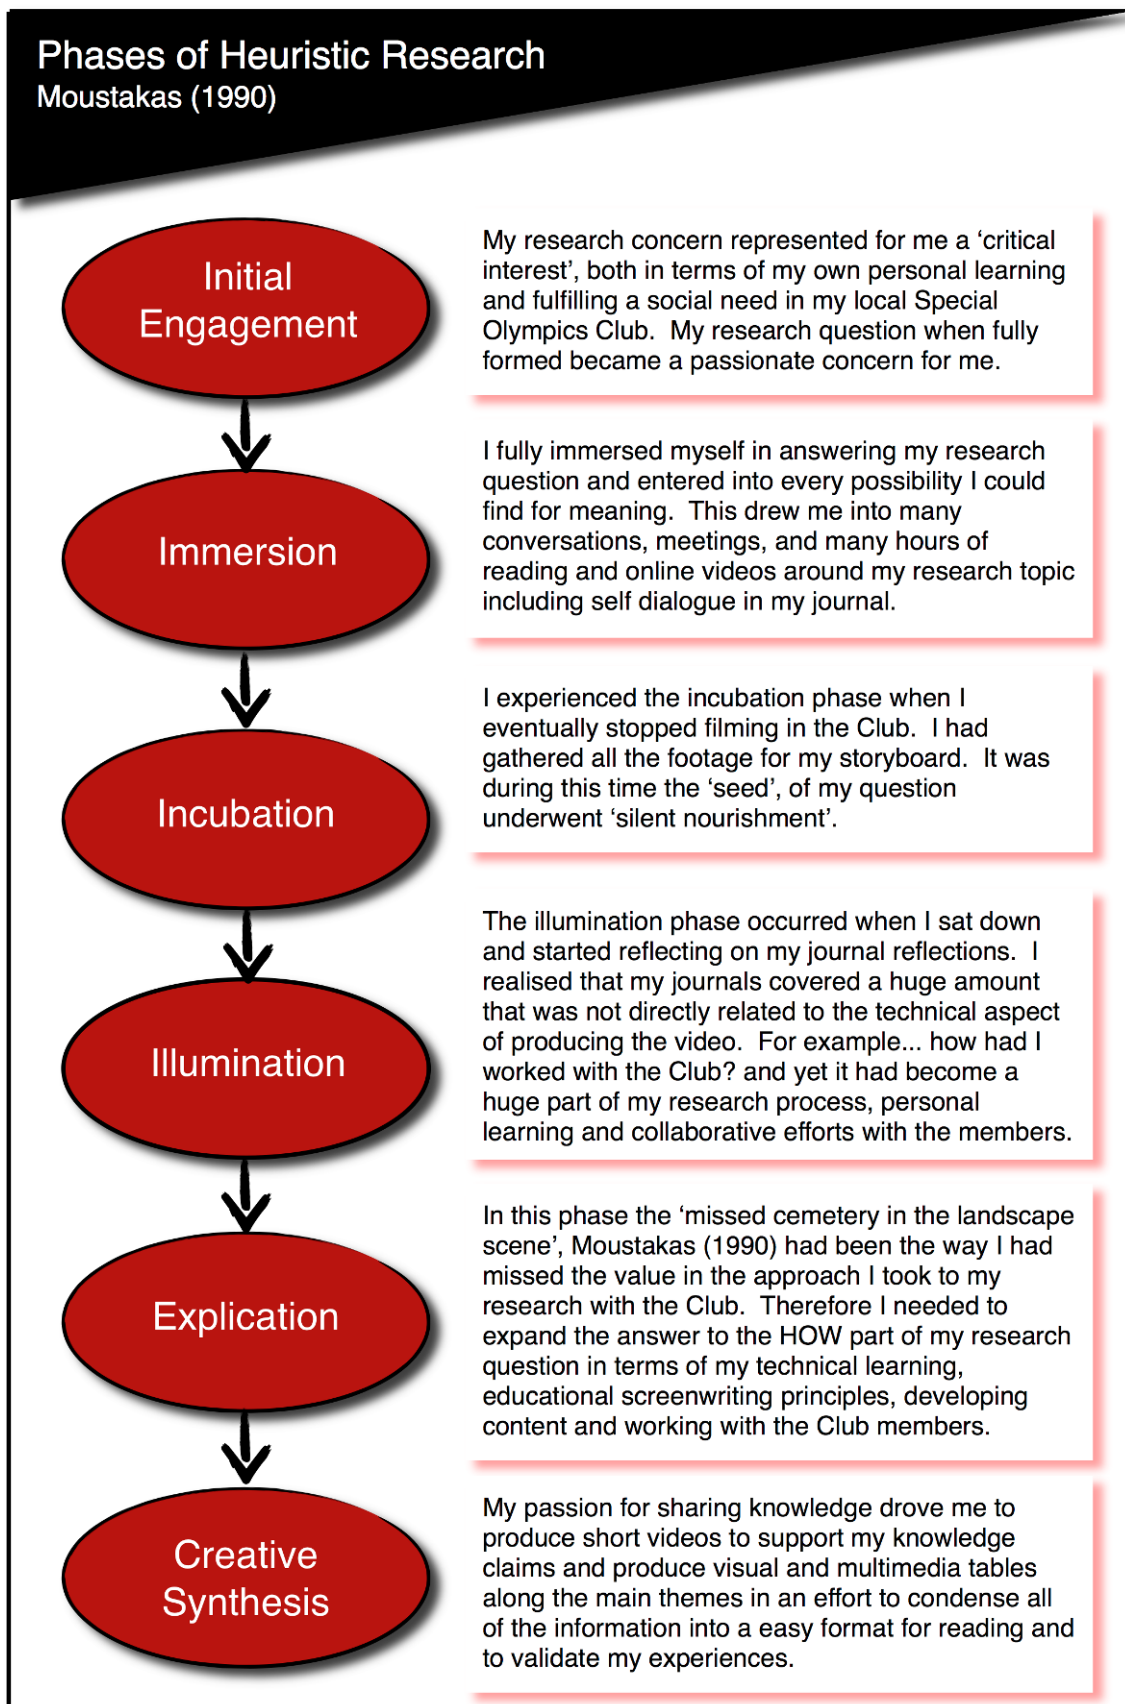 Phases of Heuristic Research
Moustakas (1990)
Initial
Engagement
My research concern represented for me a ‘critical
interest’, both in terms of my own personal learning
and fulfilling a social need in my local Special
Olympics Club.  My research question when fully
formed became a passionate concern for me.
Immersion
I fully immersed myself in answering my research
question and entered into every possibility I could
find for meaning.  This drew me into many
conversations, meetings, and many hours of
reading and online videos around my research topic
including self dialogue in my journal.
Incubation
I experienced the incubation phase when I
eventually stopped filming in the Club.  I had
gathered all the footage for my storyboard.  It was
during this time the ‘seed’, of my question
underwent ‘silent nourishment’.
Illumination
The illumination phase occurred when I sat down
and started reflecting on my journal reflections.  I
realised that my journals covered a huge amount
that was not directly related to the technical aspect
of producing the video.  For example... how had I
worked with the Club? and yet it had become a
huge part of my research process, personal
learning and collaborative efforts with the members.
Explication
In this phase the ‘missed cemetery in the landscape
scene’, Moustakas (1990) had been the way I had
missed the value in the approach I took to my
research with the Club.  Therefore I needed to
expand the answer to the HOW part of my research
question in terms of my technical learning,
educational screenwriting principles, developing
content and working with the Club members.
Creative
Synthesis
My passion for sharing knowledge drove me to
produce short videos to support my knowledge
claims and produce visual and multimedia tables
along the main themes in an effort to condense all
of the information into a easy format for reading and
to validate my experiences.